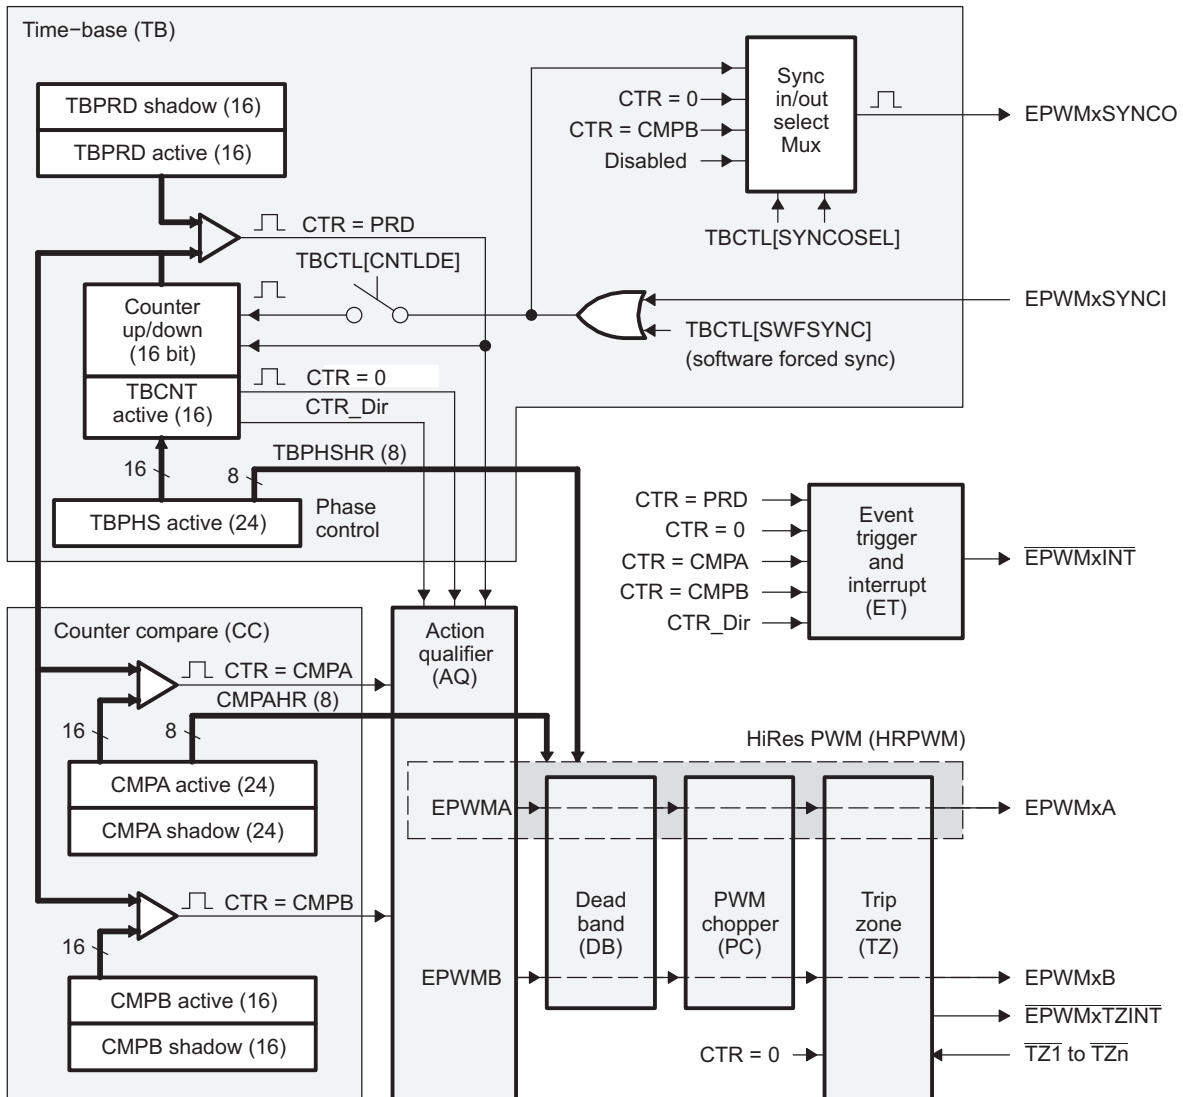 Time−base (TB)
TBPRD shadow (16)
TBPRD active (16)
CTR = PRD
TBCTL[CNTLDE]
Counter
up/down
(16 bit)
TBCNT
active (16)
CTR = 0
CTR_Dir
16
8
TBPHSHR (8)
TBPHS active (24)
Phase
control
Sync
in/out
select
Mux
CTR = 0
CTR = CMPB
Disabled
TBCTL[SYNCOSEL]
EPWMxSYNCO
EPWMxSYNCI
TBCTL[SWFSYNC]
(software forced sync)
CTR = PRD
CTR = 0
CTR = CMPA
CTR = CMPB
CTR_Dir
Event
trigger
and
interrupt
(ET)
EPWMxINT
Counter compare (CC)
CTR = CMPA
CMPAHR (8)
16
8
CMPA active (24)
CMPA shadow (24)
CTR = CMPB
16
CMPB active (16)
CMPB shadow (16)
Action
qualifier
(AQ)
HiRes PWM (HRPWM)
EPWMA
EPWMB
Dead
band
(DB)
PWM
chopper
(PC)
Trip
zone
(TZ)
CTR = 0
EPWMxA
EPWMxB
EPWMxTZINT
TZ1 to TZn